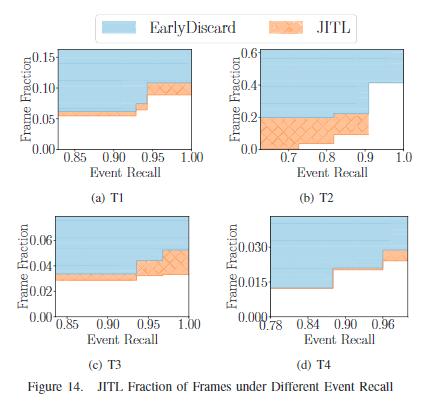 EarlyDiscard JITL
Frame Fraction
0.15
0.10
0.05
0.00
0.85 0.90 0.95 1.00
Event Recall
(a) T1
Frame Fraction
0.6
0.4
0.2
0.0
0.7 0.8 0.9 1.0
Event Recall
(b) T2
Frame Fraction
0.06
0.04
0.02
0.00
0.85 0.90 0.95 1.00
Event Recall
(c) T3
Frame Fraction
0.030
0.015
0.000
0.78 0.84 0.90 0.96
Event Recall
(d) T4
Figure 14. JITL Fraction of Frames under Different Event Recall